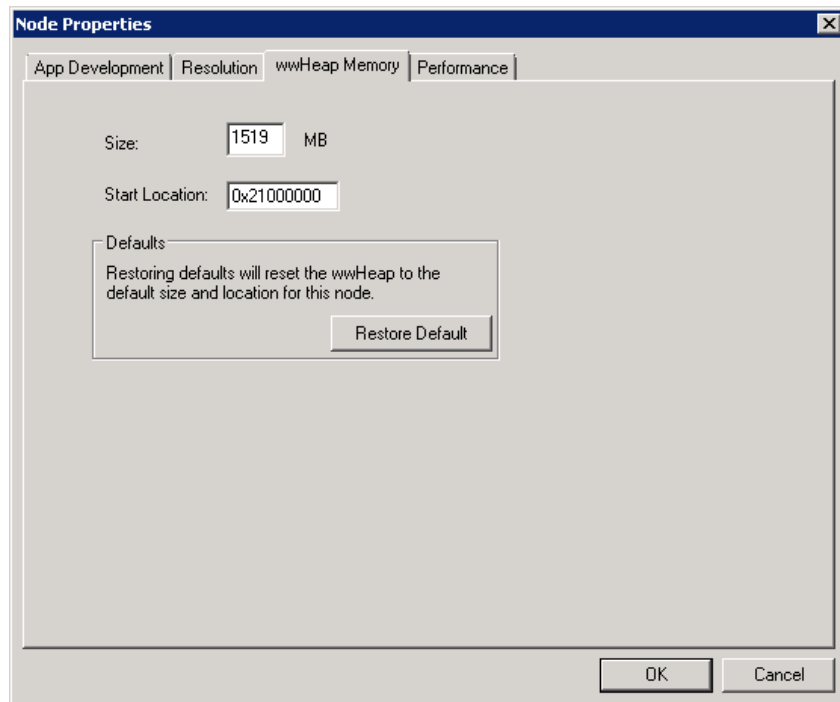 Node Properties
App Development Resolution wwHeap Memory Performance
Size: 1519 MB
Start Location: 0x21000000
Defaults
Restoring defaults will reset the wwHeap to the
default size and location for this node.
Restore Default
OK Cancel